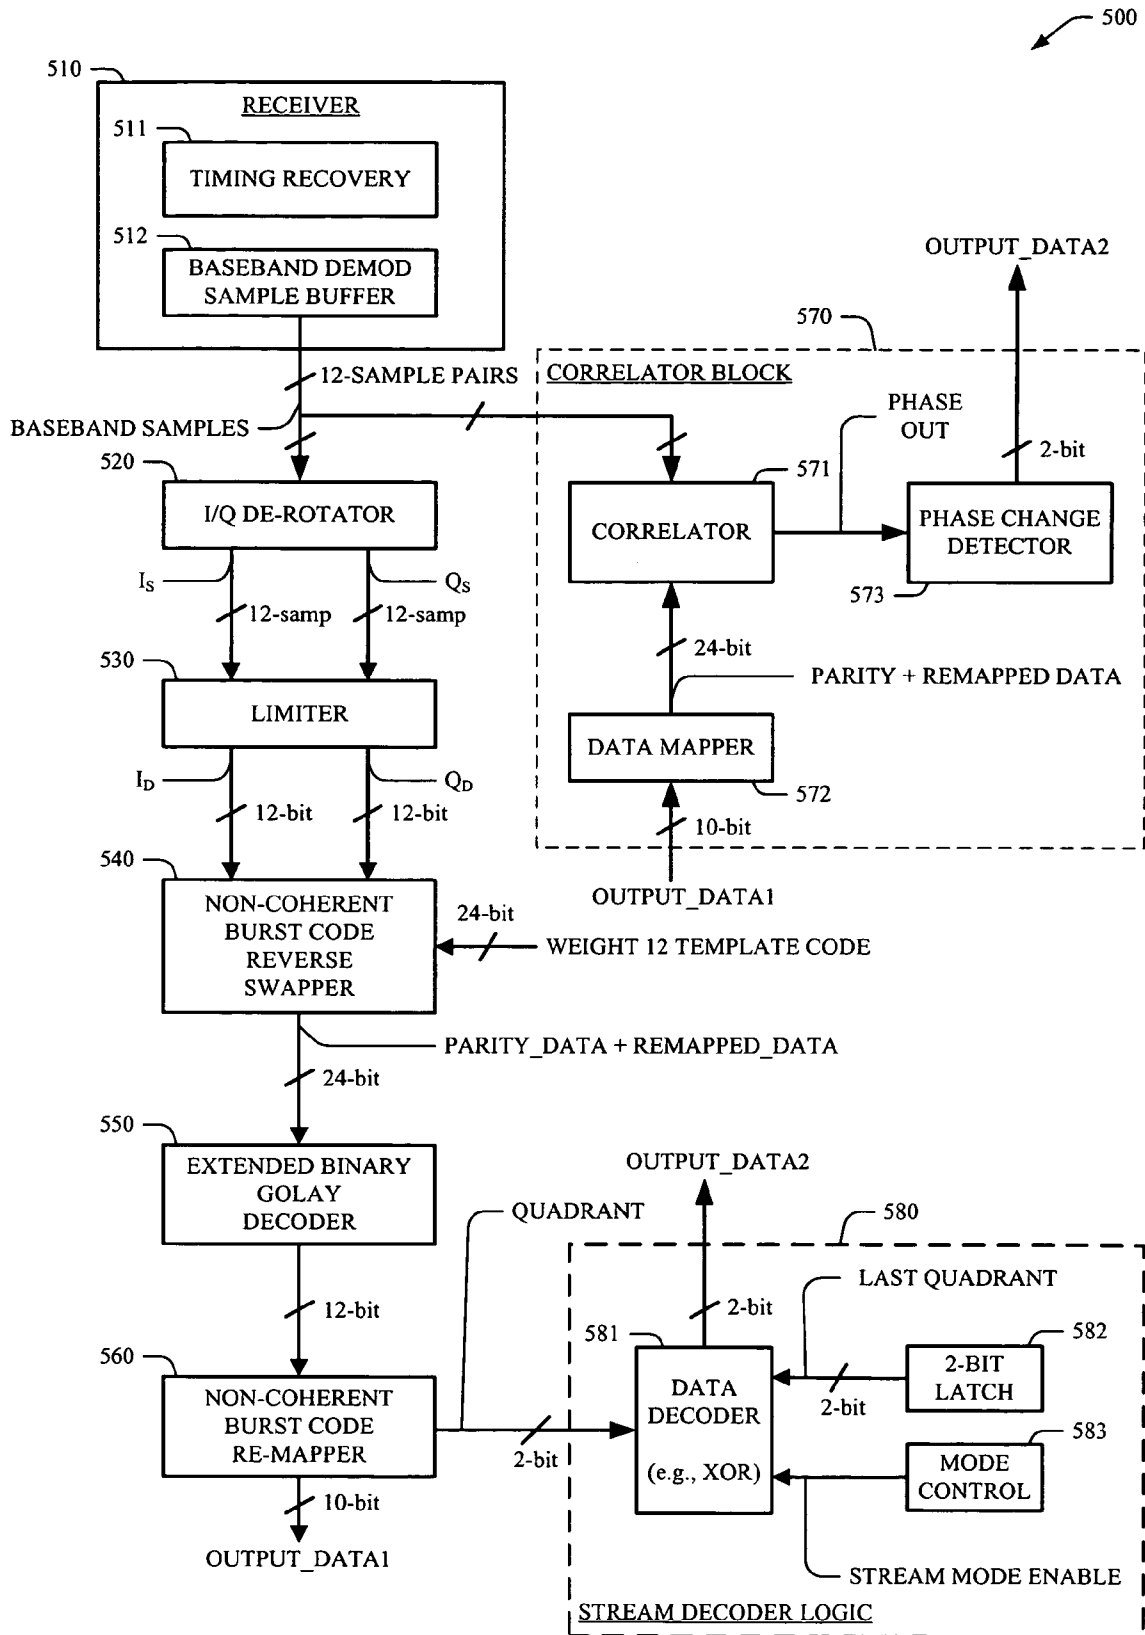 500
510
RECEIVER
511
TIMING RECOVERY
512
BASEBAND DEMOD
SAMPLE BUFFER
12-SAMPLE PAIRS
BASEBAND SAMPLES
520
I/Q DE-ROTATOR
I_S
Q_S
12-samp
12-samp
530
LIMITER
I_D
Q_D
12-bit
12-bit
540
NON-COHERENT
BURST CODE
REVERSE
SWAPPER
24-bit
WEIGHT 12 TEMPLATE CODE
PARITY_DATA + REMAPPED_DATA
24-bit
550
EXTENDED BINARY
GOLAY
DECODER
12-bit
560
NON-COHERENT
BURST CODE
RE-MAPPER
10-bit
OUTPUT_DATA1
QUADRANT
2-bit
OUTPUT_DATA2
570
CORRELATOR BLOCK
PHASE
OUT
2-bit
571
CORRELATOR
PHASE CHANGE
DETECTOR
573
24-bit
PARITY + REMAPPED DATA
DATA MAPPER
572
10-bit
OUTPUT_DATA1
OUTPUT_DATA2
580
LAST QUADRANT
2-bit
581
DATA
DECODER
(e.g., XOR)
582
2-BIT
LATCH
2-bit
583
MODE
CONTROL
STREAM MODE ENABLE
STREAM DECODER LOGIC